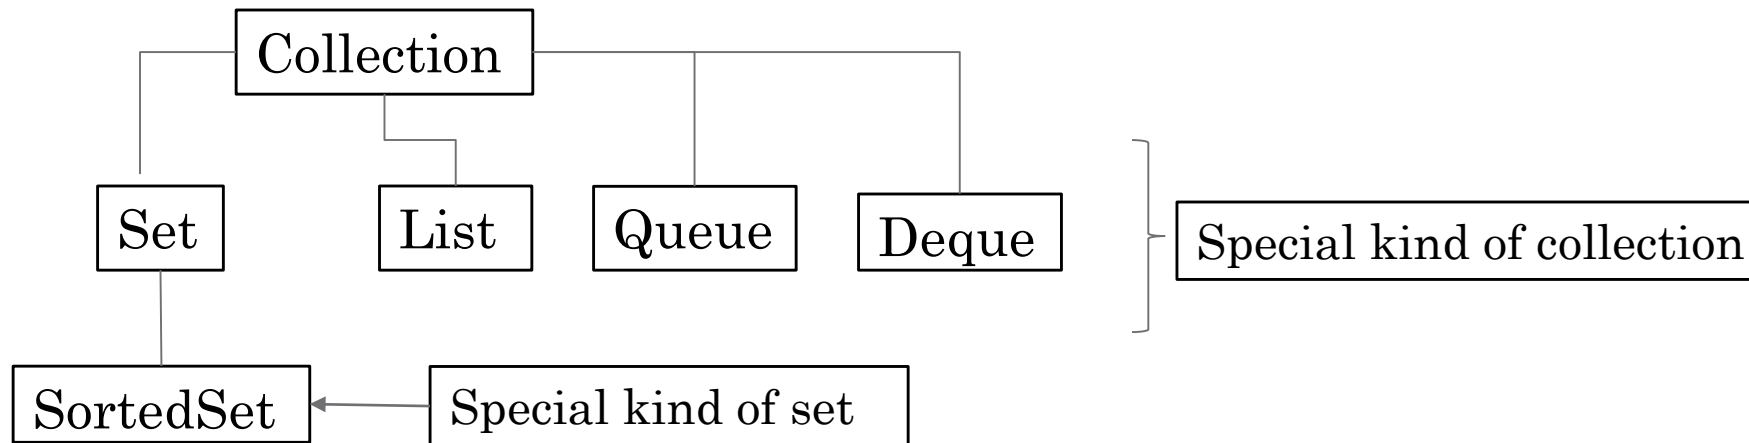 Collection
Set
List
Queue
Deque
Special kind of collection
SortedSet
Special kind of set